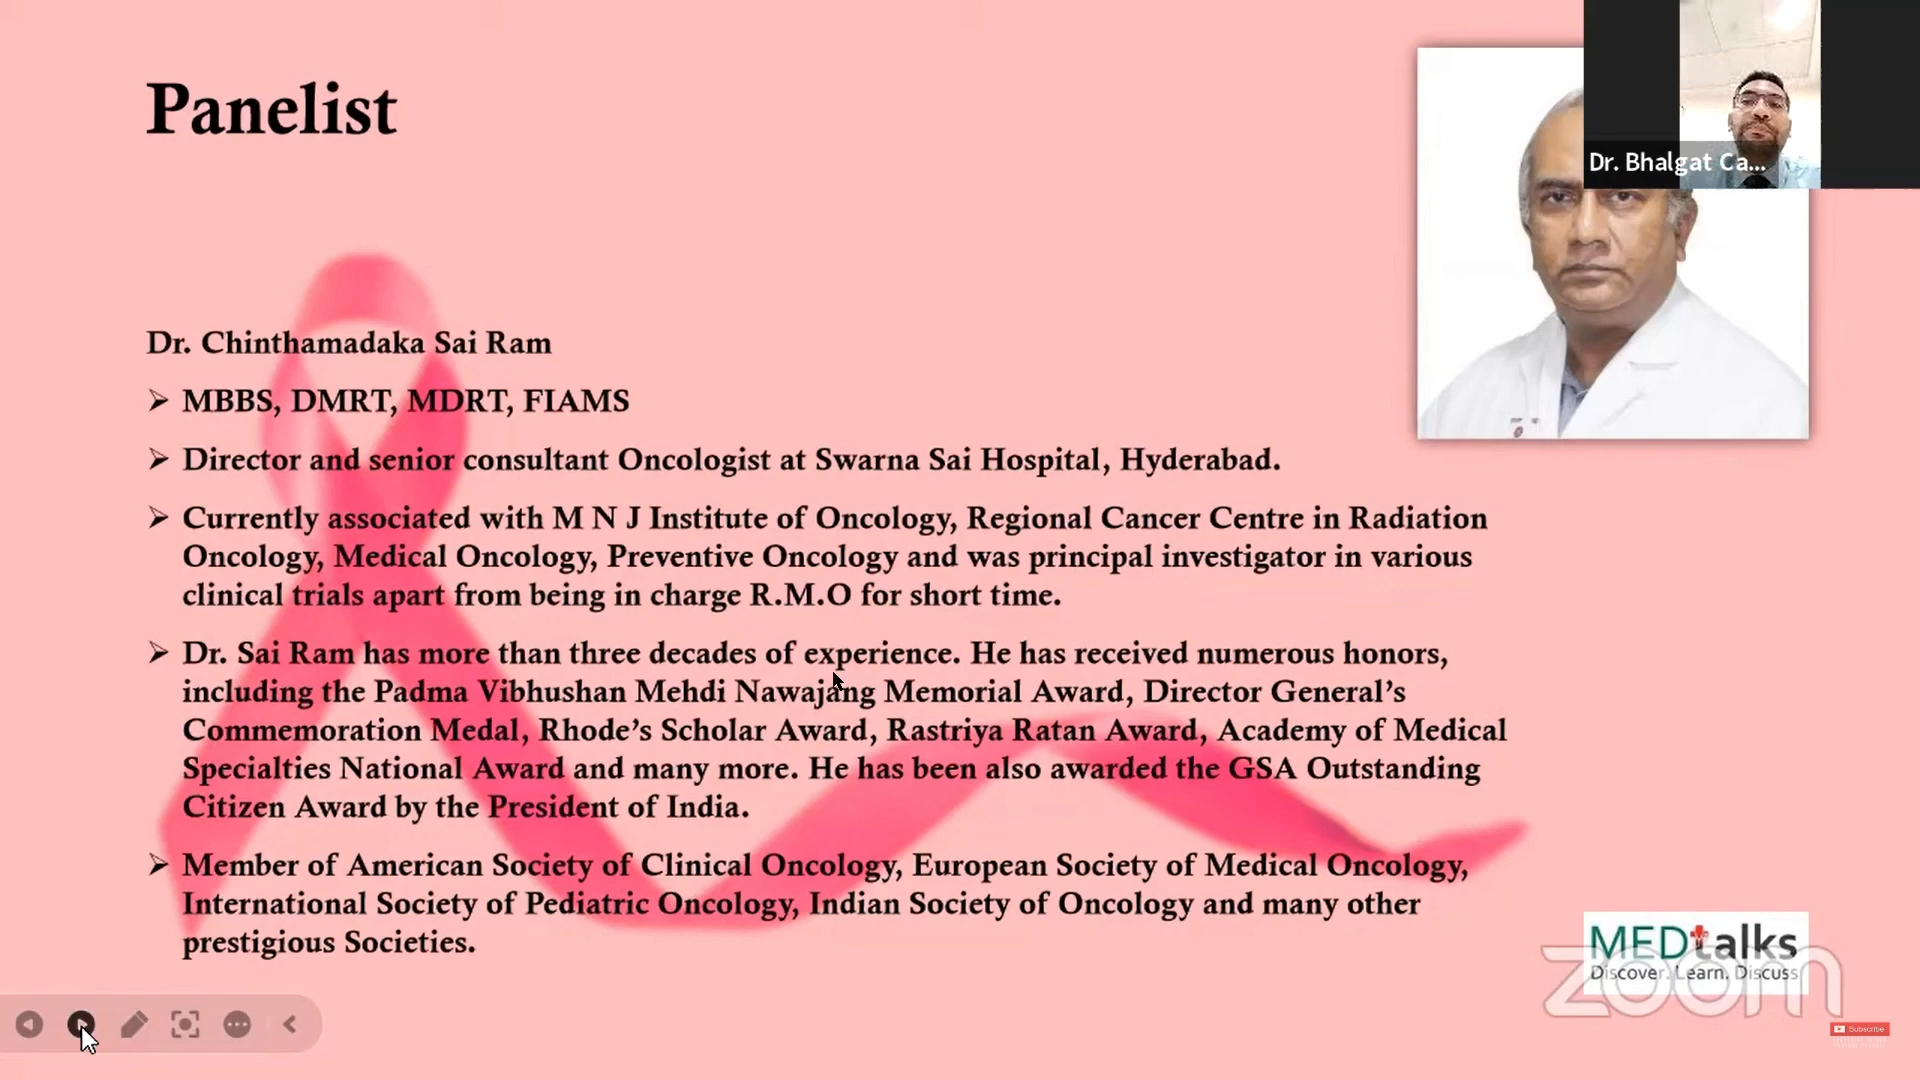 Panelist
Dr. Bhalgat Ca...
Dr. Chinthamadaka Sai Ram
MBBS, DMRT, MDRT, FIAMS
Director and senior consultant Oncologist at Swarna Sai Hospital, Hyderabad.
Currently associated with M N J Institute of Oncology, Regional Cancer Centre in Radiation
Oncology, Medical Oncology, Preventive Oncology and was principal investigator in various
clinical trials apart from being in charge R.M.O for short time.
Dr. Sai Ram has more than three decades of experience. He has received numerous honors,
including the Padma Vibhushan Mehdi Nawajang Memorial Award, Director General’s
Commemoration Medal, Rhode’s Scholar Award, Rastriya Ratan Award, Academy of Medical
Specialties National Award and many more. He has been also awarded the GSA Outstanding
Citizen Award by the President of India.
Member of American Society of Clinical Oncology, European Society of Medical Oncology,
International Society of Pediatric Oncology, Indian Society of Oncology and many other
prestigious Societies.
MEDtalks
Discover. Learn. Discuss
zoom
Subscribe